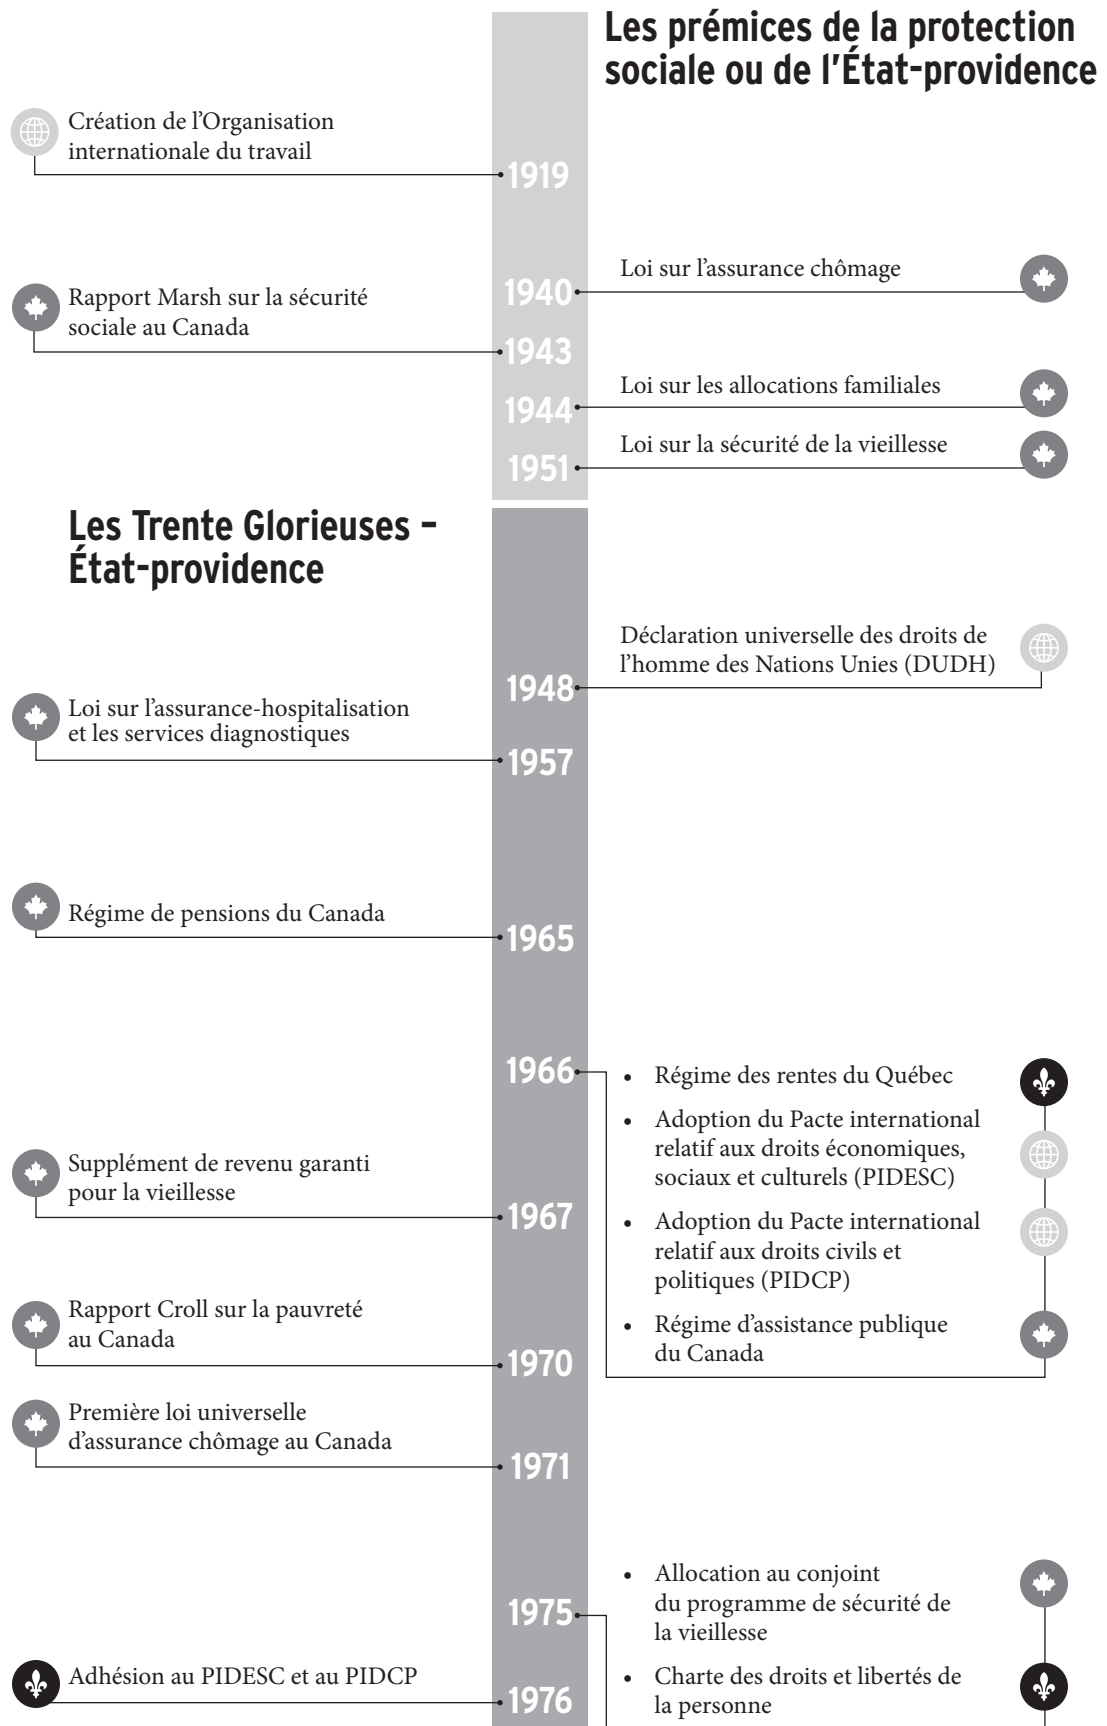 Les prémices de la protection
sociale ou de l'État-providence
Création de l'Organisation
internationale du travail
1919
Loi sur l'assurance chômage
1940
Rapport Marsh sur la sécurité
sociale au Canada
1943
Loi sur les allocations familiales
1944
Loi sur la sécurité de la vieillesse
1951
Les Trente Glorieuses –
État-providence
Déclaration universelle des droits de
l'homme des Nations Unies (DUDH)
1948
Loi sur l'assurance-hospitalisation
et les services diagnostiques
1957
Régime de pensions du Canada
1965
1966
• Régime des rentes du Québec
• Adoption du Pacte international
relatif aux droits économiques,
sociaux et culturels (PIDESC)
• Adoption du Pacte international
relatif aux droits civils et
politiques (PIDCP)
• Régime d'assistance publique
du Canada
Supplément de revenu garanti
pour la vieillesse
1967
Rapport Croll sur la pauvreté
au Canada
1970
Première loi universelle
d'assurance chômage au Canada
1971
1975
• Allocation au conjoint
du programme de sécurité de
la vieillesse
• Charte des droits et libertés de
la personne
Adhésion au PIDESC et au PIDCP
1976